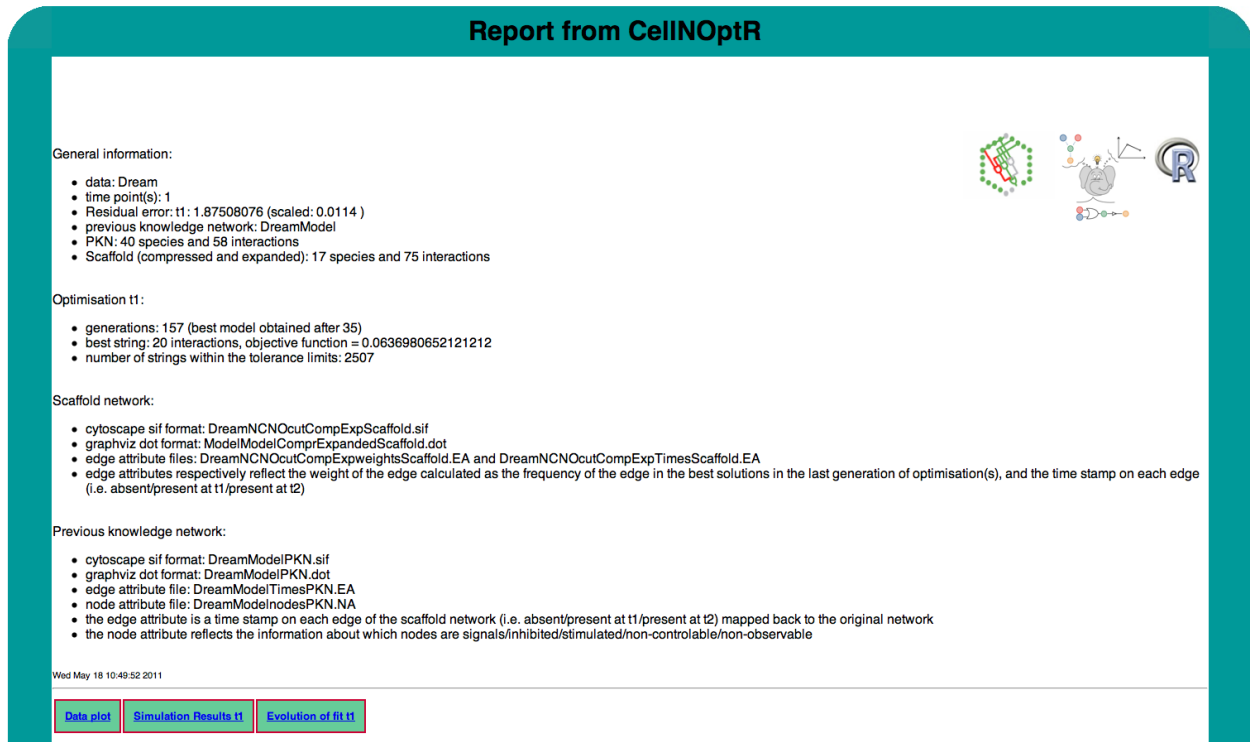 Report from CellNOptR
R
General information:
• data: Dream
• time point(s): 1
• Residual error: t1: 1.87508076 (scaled: 0.0114 )
• previous knowledge network: DreamModel
• PKN: 40 species and 58 interactions
• Scaffold (compressed and expanded): 17 species and 75 interactions
Optimisation t1:
• generations: 157 (best model obtained after 35)
• best string: 20 interactions, objective function = 0.0636980652121212
• number of strings within the tolerance limits: 2507
Scaffold network:
• cytoscape sif format: DreamNCNOcutCompExpScaffold.sif
• graphviz dot format: ModelModelComprExpandedScaffold.dot
• edge attribute files: DreamNCNOcutCompExpweightsScaffold.EA and DreamNCNOcutCompExpTimesScaffold.EA
• edge attributes respectively reflect the weight of the edge calculated as the frequency of the edge in the best solutions in the last generation of optimisation(s), and the time stamp on each edge
(i.e. absent/present at t1/present at t2)
Previous knowledge network:
• cytoscape sif format: DreamModelPKN.sif
• graphviz dot format: DreamModelPKN.dot
• edge attribute file: DreamModelTimesPKN.EA
• node attribute file: DreamModelnodesPKN.NA
• the edge attribute is a time stamp on each edge of the scaffold network (i.e. absent/present at t1/present at t2) mapped back to the original network
• the node attribute reflects the information about which nodes are signals/inhibited/stimulated/non-controlable/non-observable
Wed May 18 10:49:52 2011
Data plot Simulation Results t1 Evolution of fit t1